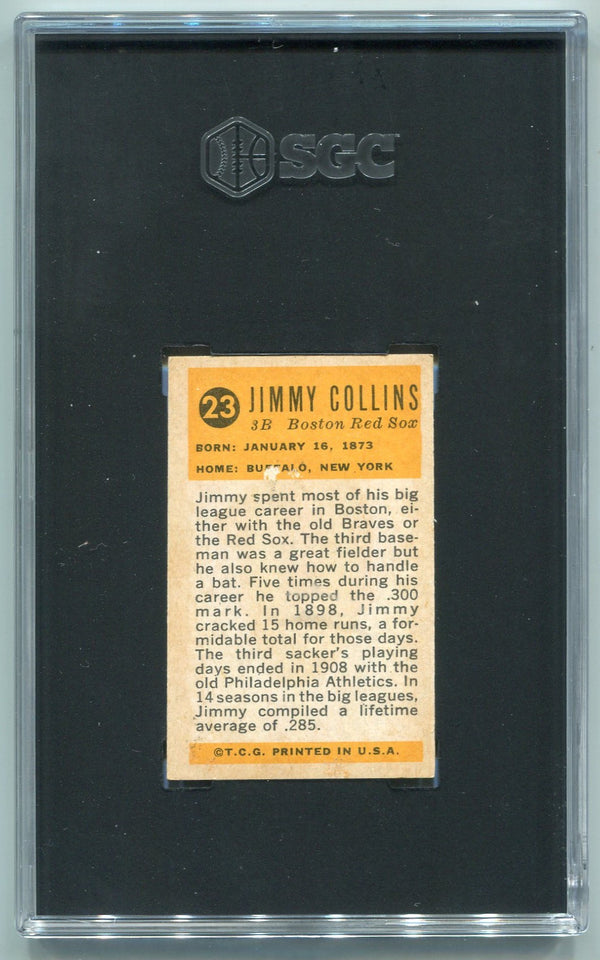 SGC
23 JIMMY COLLINS
3B Boston Red Sox
BORN: JANUARY 16, 1873
HOME: BUFFALO, NEW YORK
Jimmy spent most of his big
league career in Boston, ei-
ther with the old Braves or
the Red Sox. The third base-
man was a great fielder but
he also knew how to handle
a bat. Five times during his
career he topped the .300
mark. In 1898, Jimmy
cracked 15 home runs, a for-
midable total for those days.
The third sacker's playing
days ended in 1908 with the
old Philadelphia Athletics. In
14 seasons in the big leagues,
Jimmy compiled a lifetime
average of .285.
©T.C.G. PRINTED IN U.S.A.